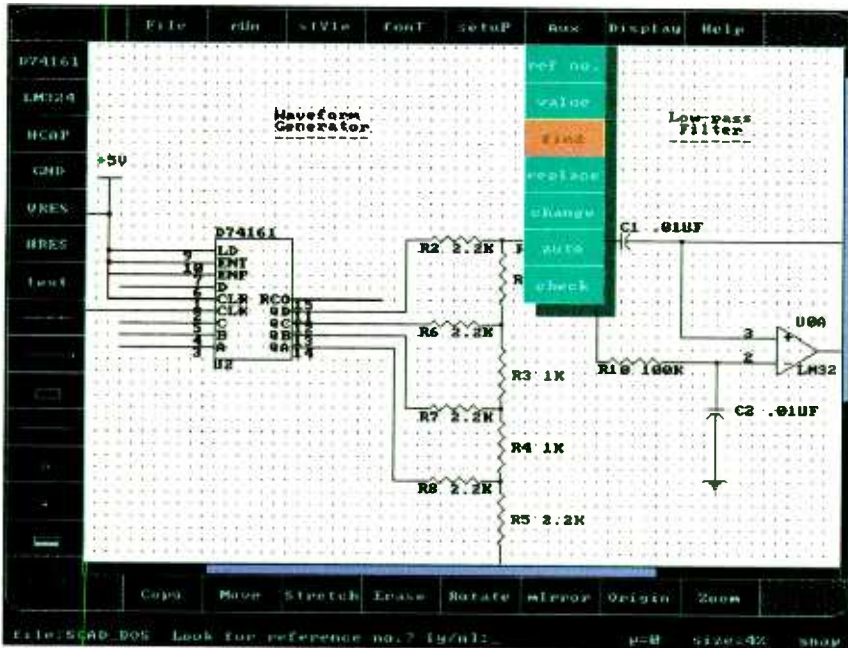 File rUn stYle fonT setuP Aux Display Help
D74161
LM324
NCAP
GND
VRES
HRES
text
ref no.
value
find
replace
change
auto
check
Waveform
Generator
Low-pass
Filter
+5V
D74161
LD
ENT
ENP
D
CLR
CLK
C
B
A
RCO
QD
QC
QB
QA
U2
R2 2.2K
R6 2.2K
R7 2.2K
R8 2.2K
R3 1K
R4 1K
R5 2.2K
C1 .01UF
U0A
3
2
LM32
R10 100K
C2 .01UF
Copy Move Stretch Erase Rotate mIrror Origin Zoom
file:SCAD_DOS Look for reference no.? [y/n]: p=0 size:4X snap